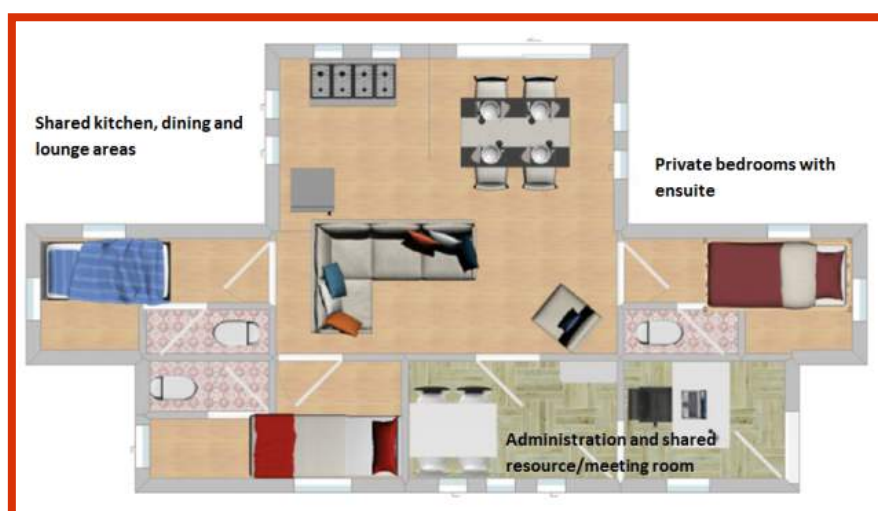 Shared kitchen, dining and
lounge areas
Private bedrooms with
ensuite
Administration and shared
resource/meeting room